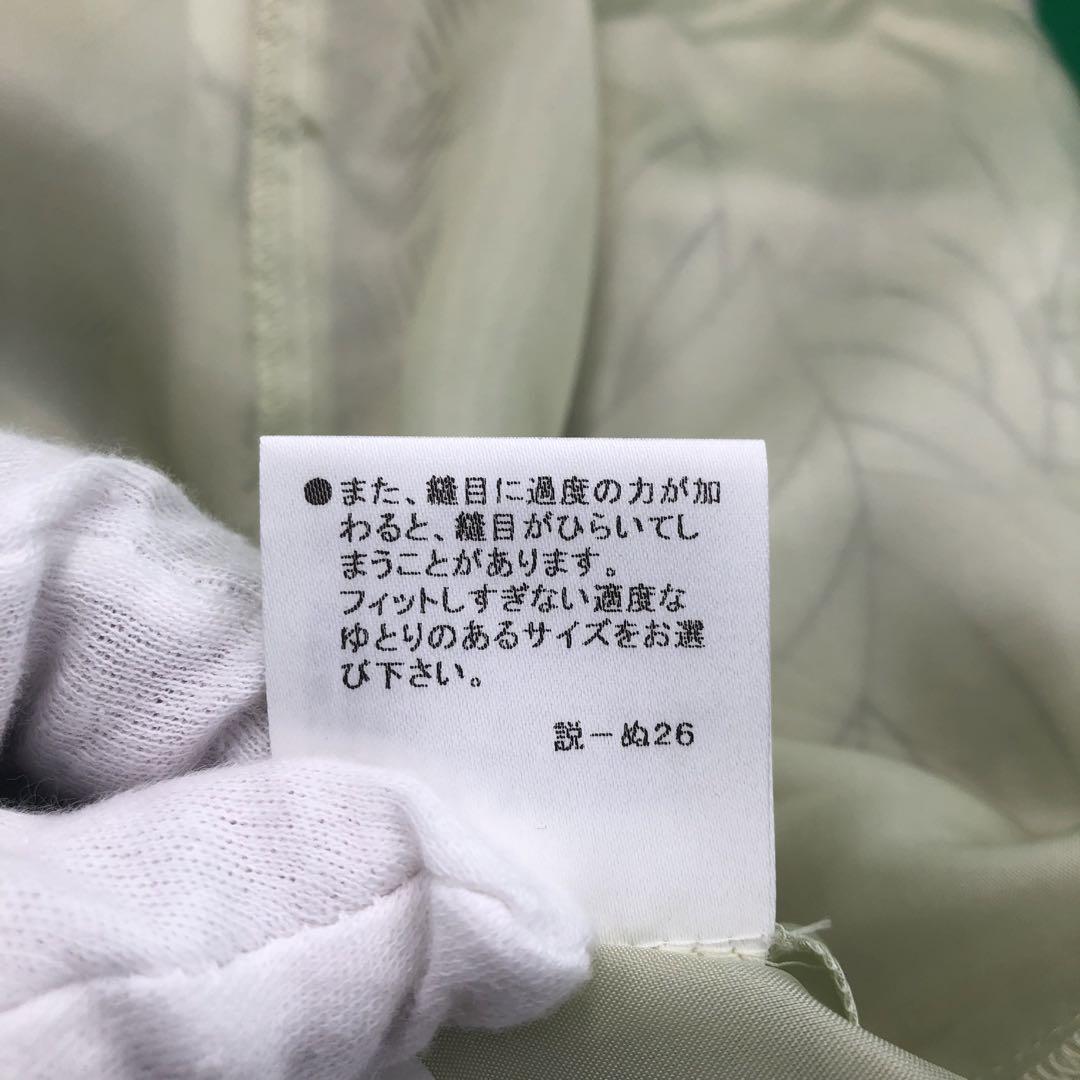 ●また、縫目に過度の力が加
わると、縫目がひらいてし
まうことがあります。
フィットしすぎない適度な
ゆとりのあるサイズをお選
び下さい。
説－ぬ26